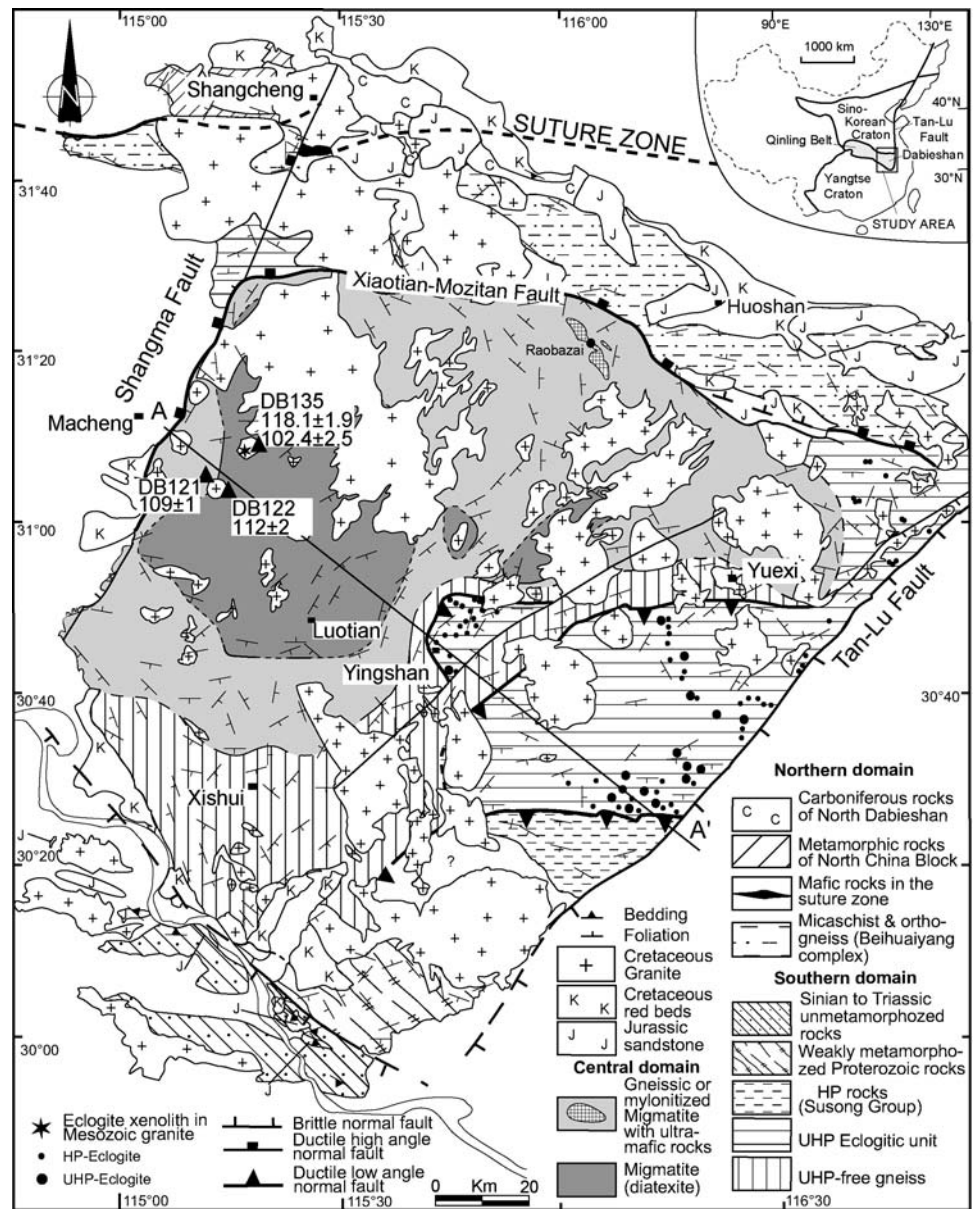 115°00
115°30
116°00
90°E
130°E
1000 km
40°N
30°N
Sino-
Korean
Craton
Tan-Lu
Fault
Qinling Belt
Dabieshan
Yangtse
Craton
STUDY AREA
N
K
Shangcheng
K
K
C
C
K
SUTURE ZONE
J
J
J
K
C
C
J
J
K
31°40
31°20
31°00
30°40
30°20
30°00
Shangma Fault
Xiaotian-Mozitan Fault
Huoshan
Raobazai
Macheng
A
DB135
118.1±1.9
102.4±2.5
DB121
109±1
DB122
112±2
K
K
Luotian
Yuexi
Yingshan
Tan-Lu Fault
30°40
Xishui
A'
?
K
J
K
Northern domain
C C
Carboniferous rocks
of North Dabieshan
Metamorphic rocks
of North China Block
Mafic rocks in the
suture zone
Micaschist & ortho-
gneiss (Beihuaiyang
complex)
Southern domain
Sinian to Triassic
unmetamorphozed
rocks
Weakly metamorpho-
zed Proterozoic rocks
HP rocks
(Susong Group)
UHP Eclogitic unit
UHP-free gneiss
Bedding
Foliation
Cretaceous
Granite
K K
Cretaceous
red beds
J J
Jurassic
sandstone
Central domain
Gneissic or
mylonitized
Migmatite
with ultra-
mafic rocks
Migmatite
(diatexite)
Eclogite xenolith in
Mesozoic granite
HP-Eclogite
UHP-Eclogite
Brittle normal fault
Ductile high angle
normal fault
Ductile low angle
normal fault
0 Km 20
115°00
115°30
116°30